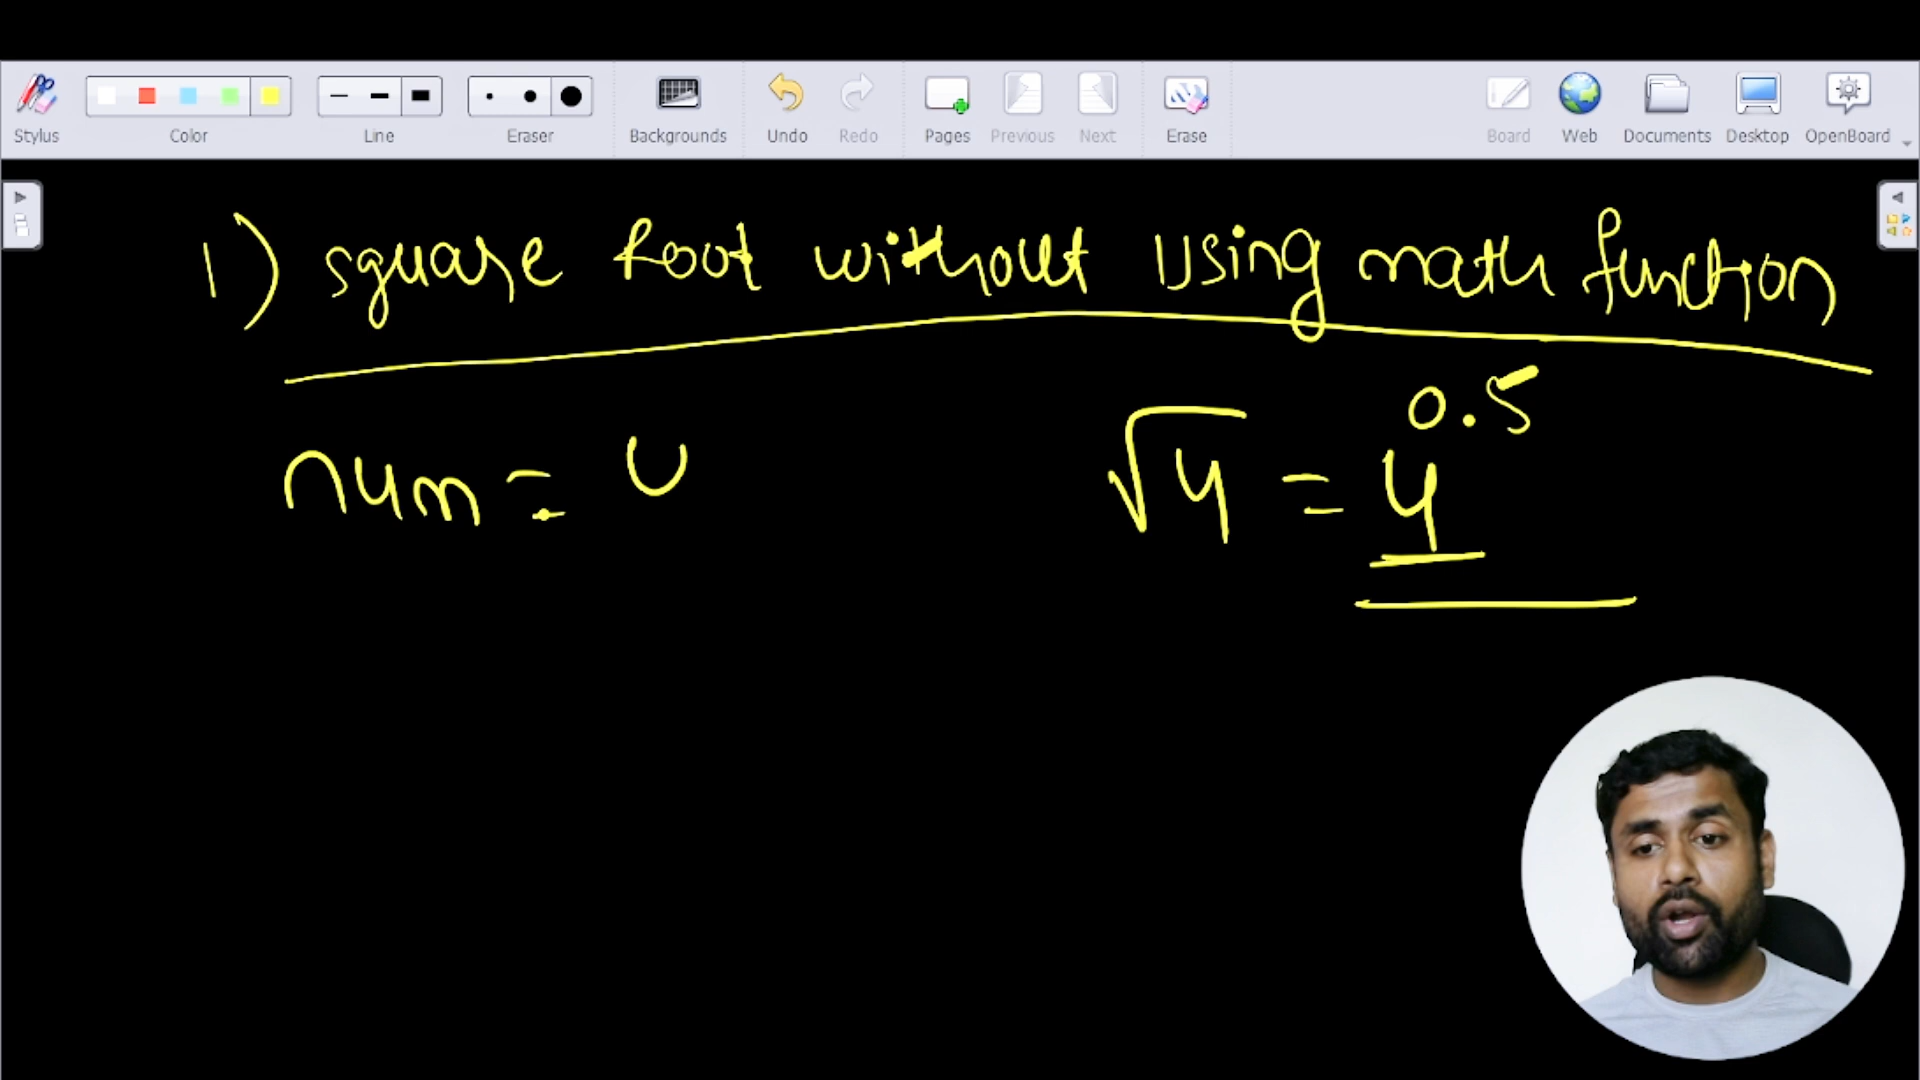 Stylus Color Line Eraser Backgrounds Undo Redo Pages Previous Next Erase Board Web Documents Desktop OpenBoard
1) square root without using math function
num =
√4 = 4^0.5